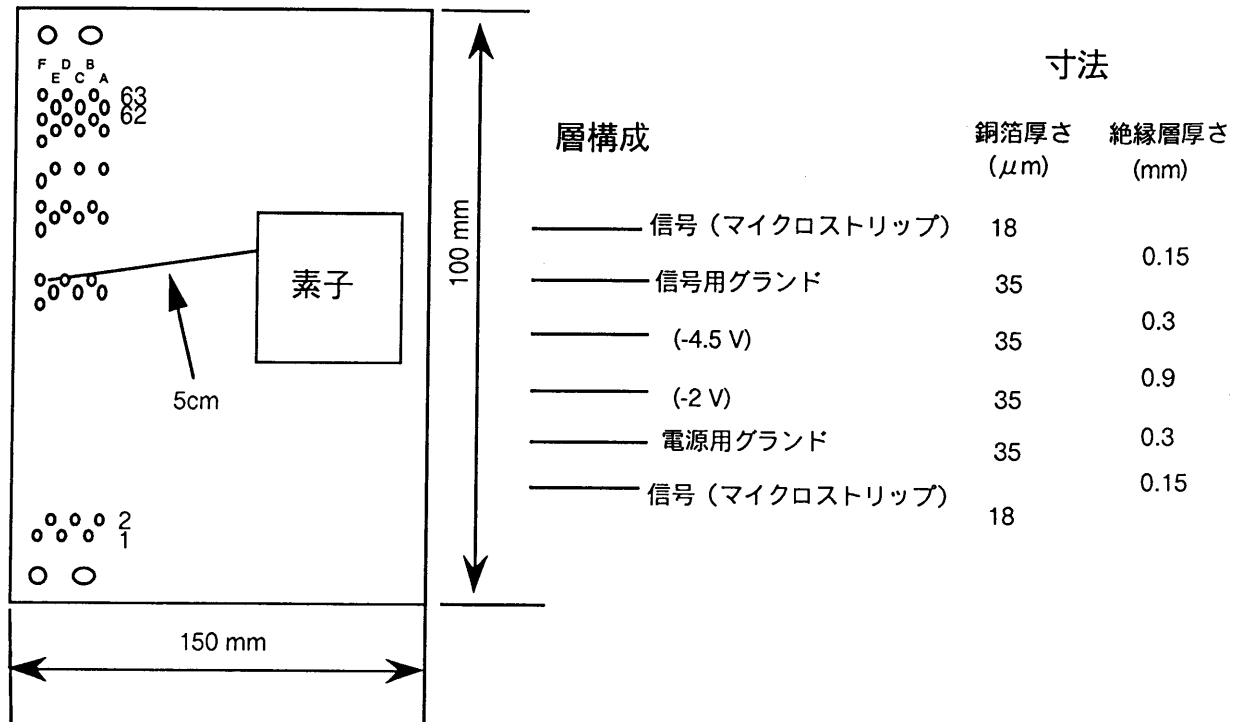 F D B
E C A
63
62
素子
5cm
2
1
100 mm
150 mm
寸法
層構成
銅箔厚さ
(μm)
絶縁層厚さ
(mm)
信号（マイクロストリップ） 18
0.15
信号用グランド 35
0.3
(-4.5 V) 35
0.9
(-2 V) 35
0.3
電源用グランド 35
0.15
信号（マイクロストリップ） 18